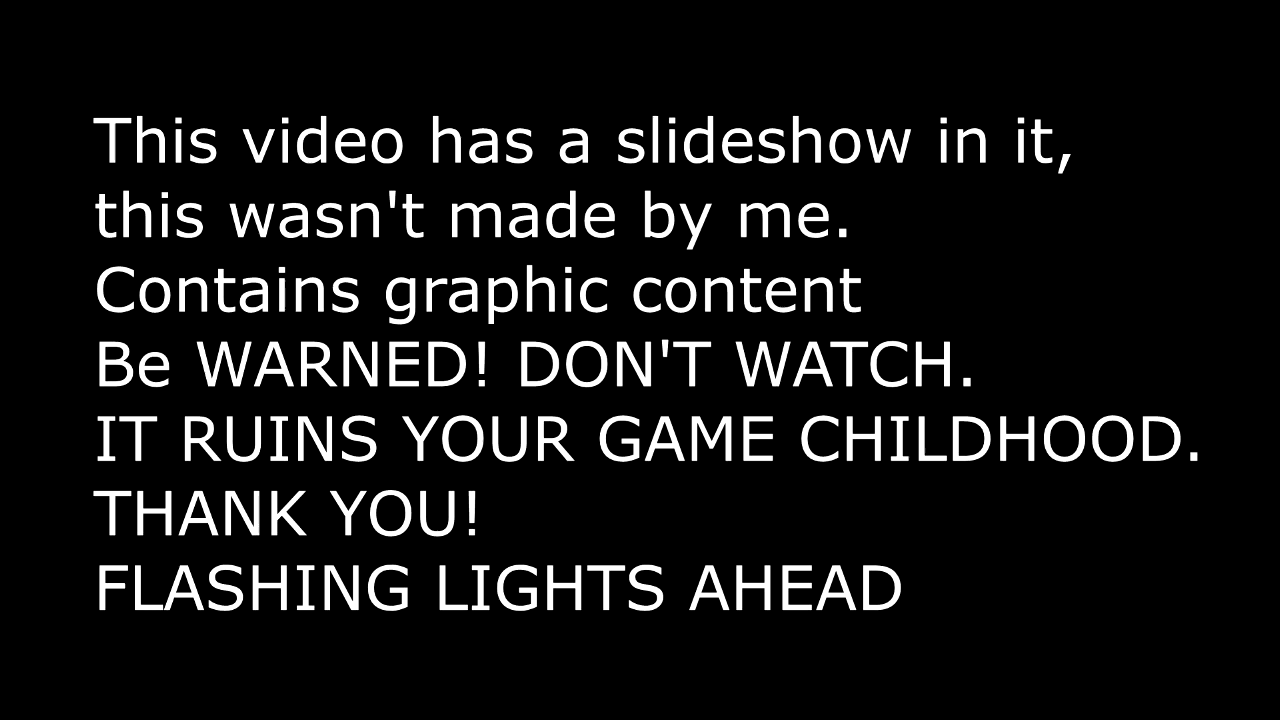 This video has a slideshow in it,
this wasn't made by me.
Contains graphic content
Be WARNED! DON'T WATCH.
IT RUINS YOUR GAME CHILDHOOD.
THANK YOU!
FLASHING LIGHTS AHEAD